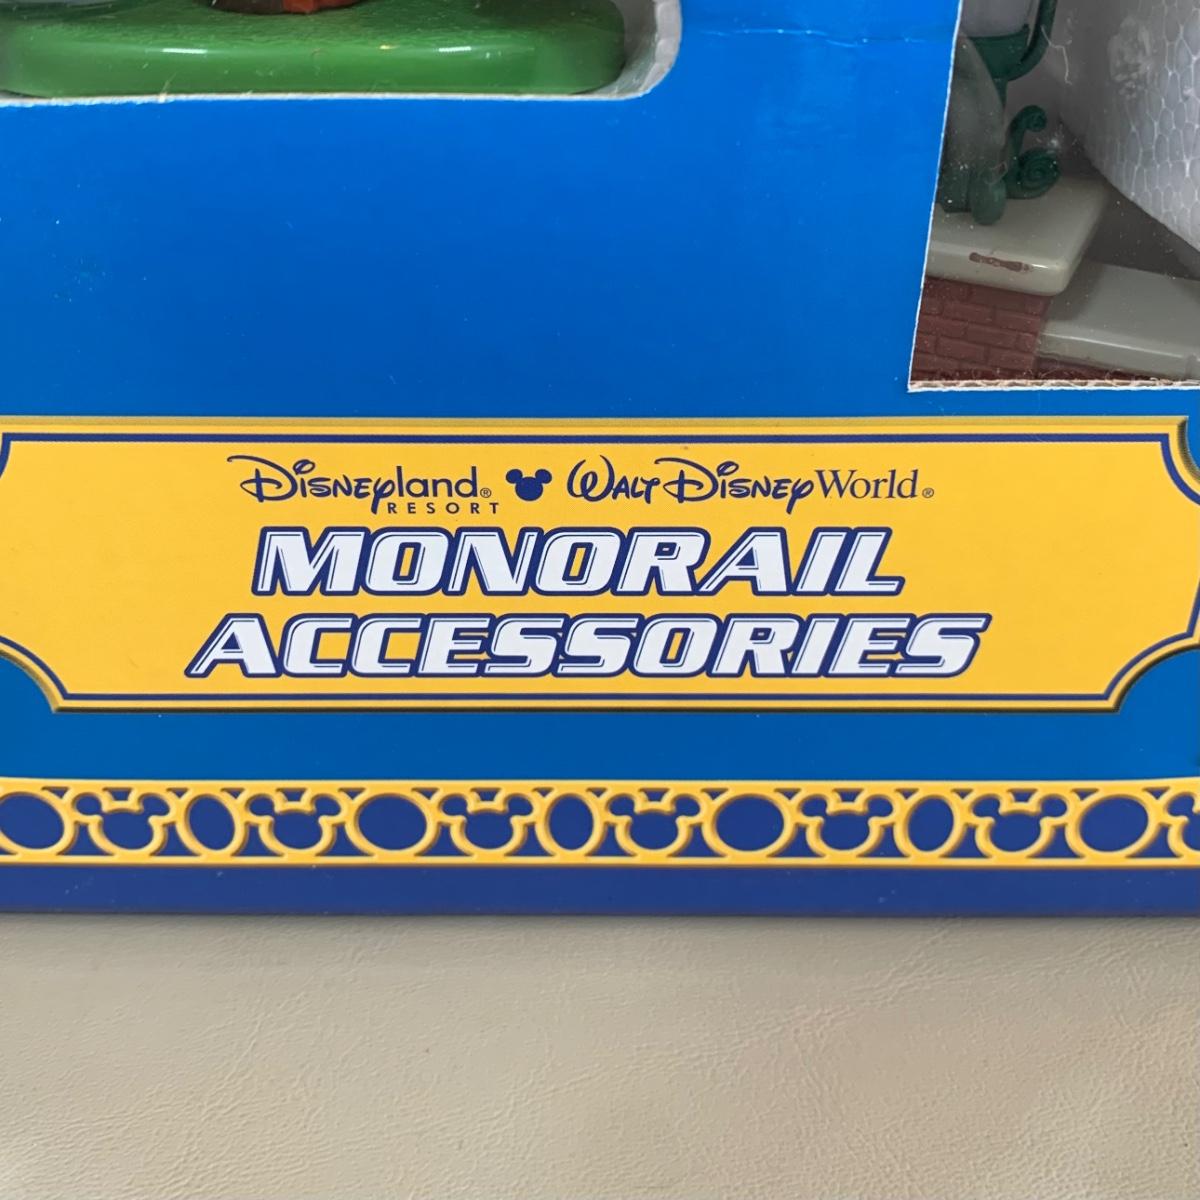 Disneyland® Walt Disney World®
RESORT
MONORAIL
ACCESSORIES